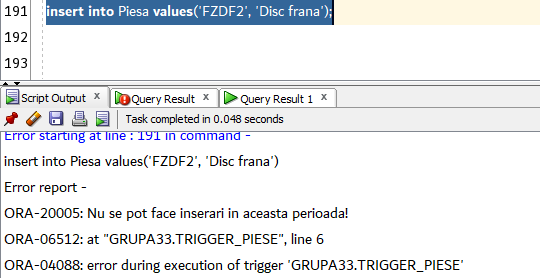 191 insert into Piesa values('FZDF2', 'Disc frana');
192
193
Script Output x Query Result x Query Result 1 x
Task completed in 0.048 seconds
Error starting at line : 191 in command -
insert into Piesa values('FZDF2', 'Disc frana')
Error report -
ORA-20005: Nu se pot face inserari in aceasta perioada!
ORA-06512: at "GRUPA33.TRIGGER_PIESE", line 6
ORA-04088: error during execution of trigger 'GRUPA33.TRIGGER_PIESE'